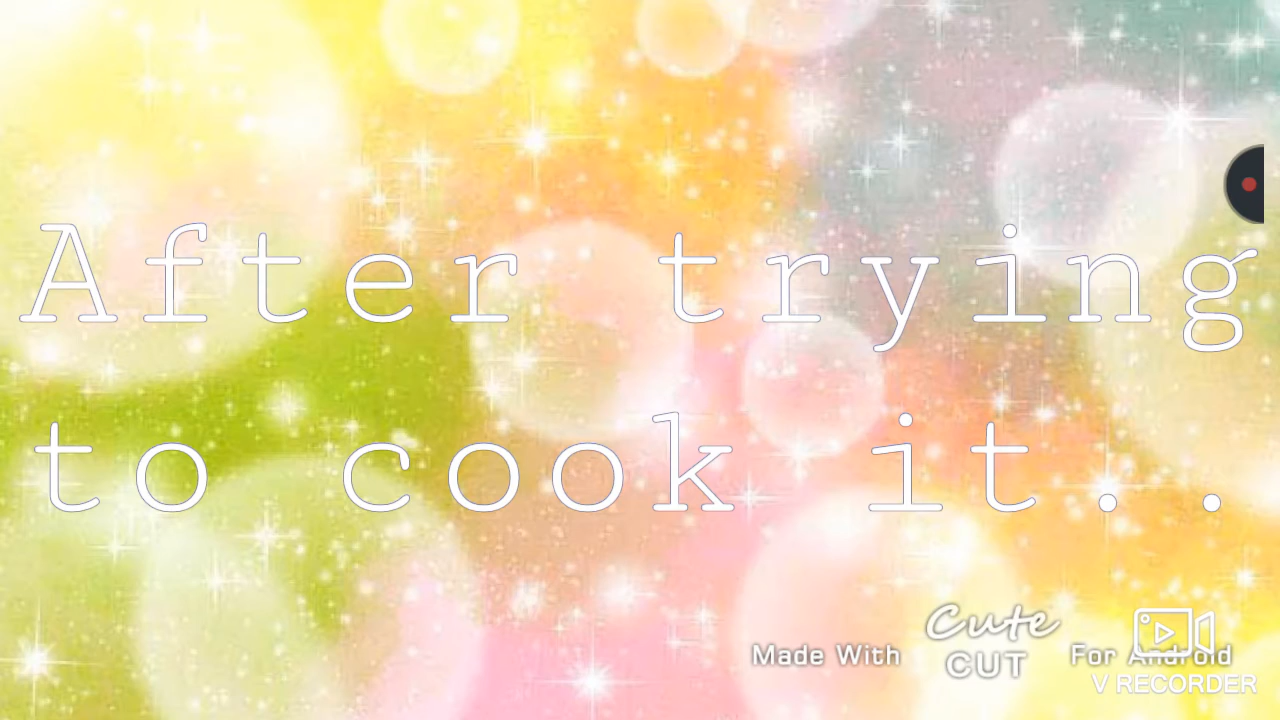 After trying
to cook it..
Made With Cute CUT For Android
V RECORDER